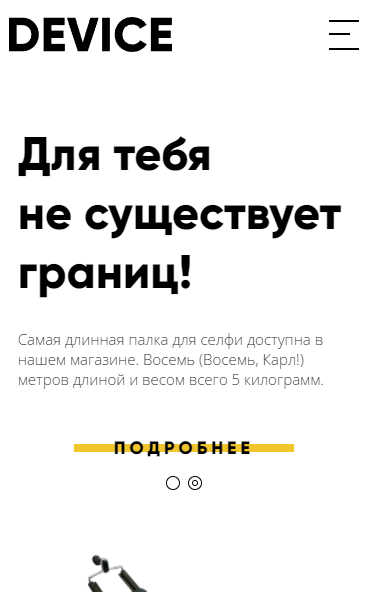 DEVICE
Для тебя
не существует
границ!
Самая длинная палка для селфи доступна в
нашем магазине. Восемь (Восемь, Карл!)
метров длиной и весом всего 5 килограмм.
ПОДРОБНЕЕ